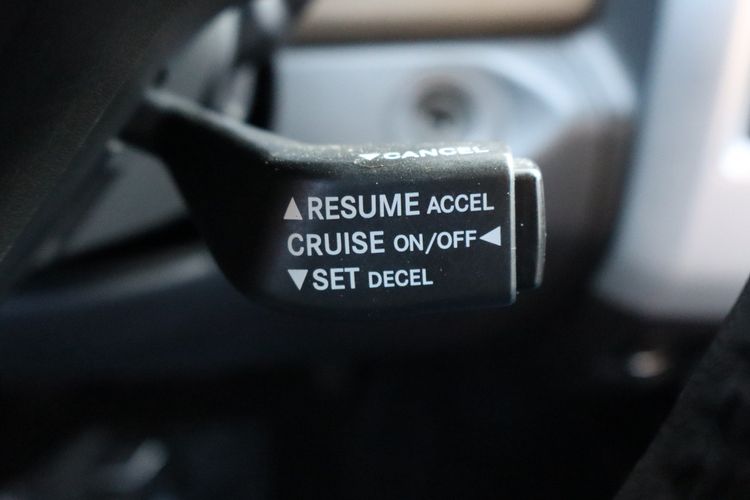 ▼CANCEL
▲RESUME ACCEL
CRUISE ON/OFF◀
▼SET DECEL